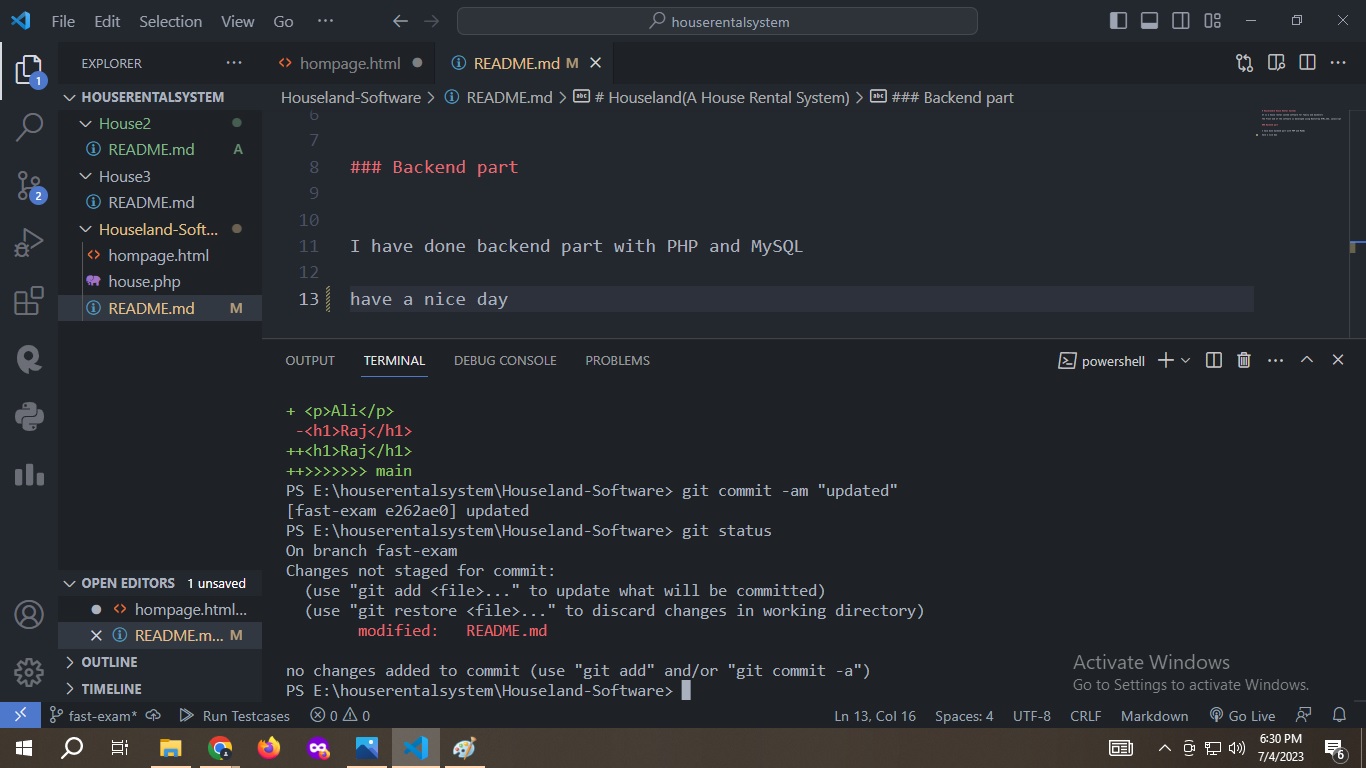 File Edit Selection View Go ··· houserentalsystem
EXPLORER ···
hompage.html
README.md M
HOUSERENTALSYSTEM
Houseland-Software > README.md > # Houseland(A House Rental System) > ### Backend part
House2
README.md A
House3
README.md
Houseland-Soft...
hompage.html
house.php
README.md M
6
7
8 ### Backend part
9
10
11 I have done backend part with PHP and MySQL
12
13 have a nice day
OUTPUT TERMINAL DEBUG CONSOLE PROBLEMS powershell
+ <p>Ali</p>
-<h1>Raj</h1>
++<h1>Raj</h1>
++>>>>>>> main
PS E:\houserentalsystem\Houseland-Software> git commit -am "updated"
[fast-exam e262ae0] updated
PS E:\houserentalsystem\Houseland-Software> git status
On branch fast-exam
Changes not staged for commit:
(use "git add <file>..." to update what will be committed)
(use "git restore <file>..." to discard changes in working directory)
modified: README.md
no changes added to commit (use "git add" and/or "git commit -a")
PS E:\houserentalsystem\Houseland-Software>
1
2
OPEN EDITORS 1 unsaved
hompage.html...
README.m... M
OUTLINE
TIMELINE
Activate Windows
Go to Settings to activate Windows.
fast-exam* Run Testcases 0 0 Ln 13, Col 16 Spaces: 4 UTF-8 CRLF Markdown Go Live
6:30 PM
7/4/2023
6